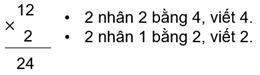 12
× 2
24
• 2 nhân 2 bằng 4, viết 4.
• 2 nhân 1 bằng 2, viết 2.